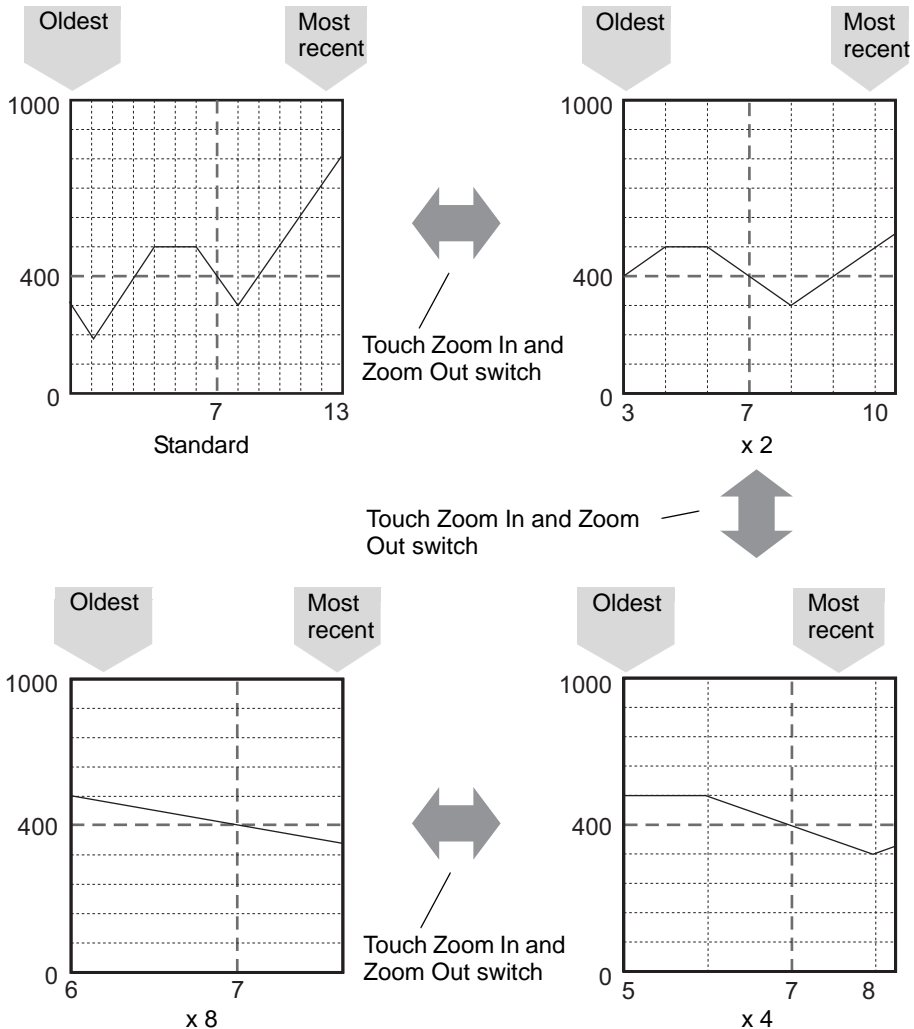 Oldest
Most
recent
1000
400
0
7
13
Standard
Touch Zoom In and
Zoom Out switch
Oldest
Most
recent
1000
400
0
3
7
10
x 2
Touch Zoom In and Zoom
Out switch
Oldest
Most
recent
1000
400
0
6
7
x 8
Touch Zoom In and
Zoom Out switch
Oldest
Most
recent
1000
400
0
5
7
8
x 4